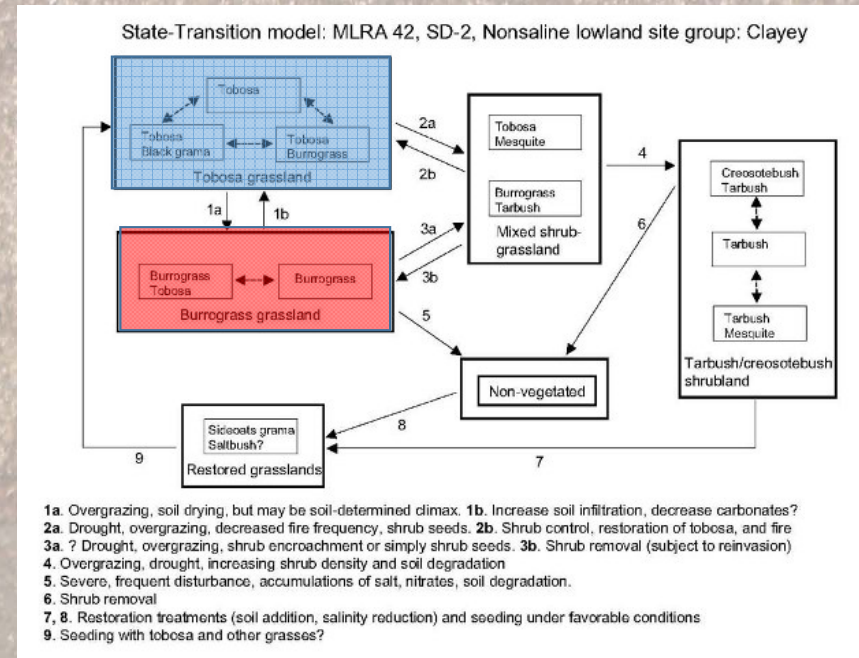 State-Transition model: MLRA 42, SD-2, Nonsaline lowland site group: Clayey
Tobosa
Tobosa
Black grama
Tobosa
Burrograss
Tobosa grassland
2a
2b
Tobosa
Mesquite
Burrograss
Tarbush
Mixed shrub-
grassland
4
Creosotebush
Tarbush
Tarbush
Tarbush
Mesquite
Tarbush/creosotebush
shrubland
1a
1b
3a
3b
6
Burrograss
Tobosa
Burrograss
Burrograss grassland
5
Non-vegetated
8
Sideoats grama
Saltbush?
Restored grasslands
9
7
1a. Overgrazing, soil drying, but may be soil-determined climax. 1b. Increase soil infiltration, decrease carbonates?
2a. Drought, overgrazing, decreased fire frequency, shrub seeds. 2b. Shrub control, restoration of tobosa, and fire
3a. ? Drought, overgrazing, shrub encroachment or simply shrub seeds. 3b. Shrub removal (subject to reinvasion)
4. Overgrazing, drought, increasing shrub density and soil degradation
5. Severe, frequent disturbance, accumulations of salt, nitrates, soil degradation.
6. Shrub removal
7, 8. Restoration treatments (soil addition, salinity reduction) and seeding under favorable conditions
9. Seeding with tobosa and other grasses?